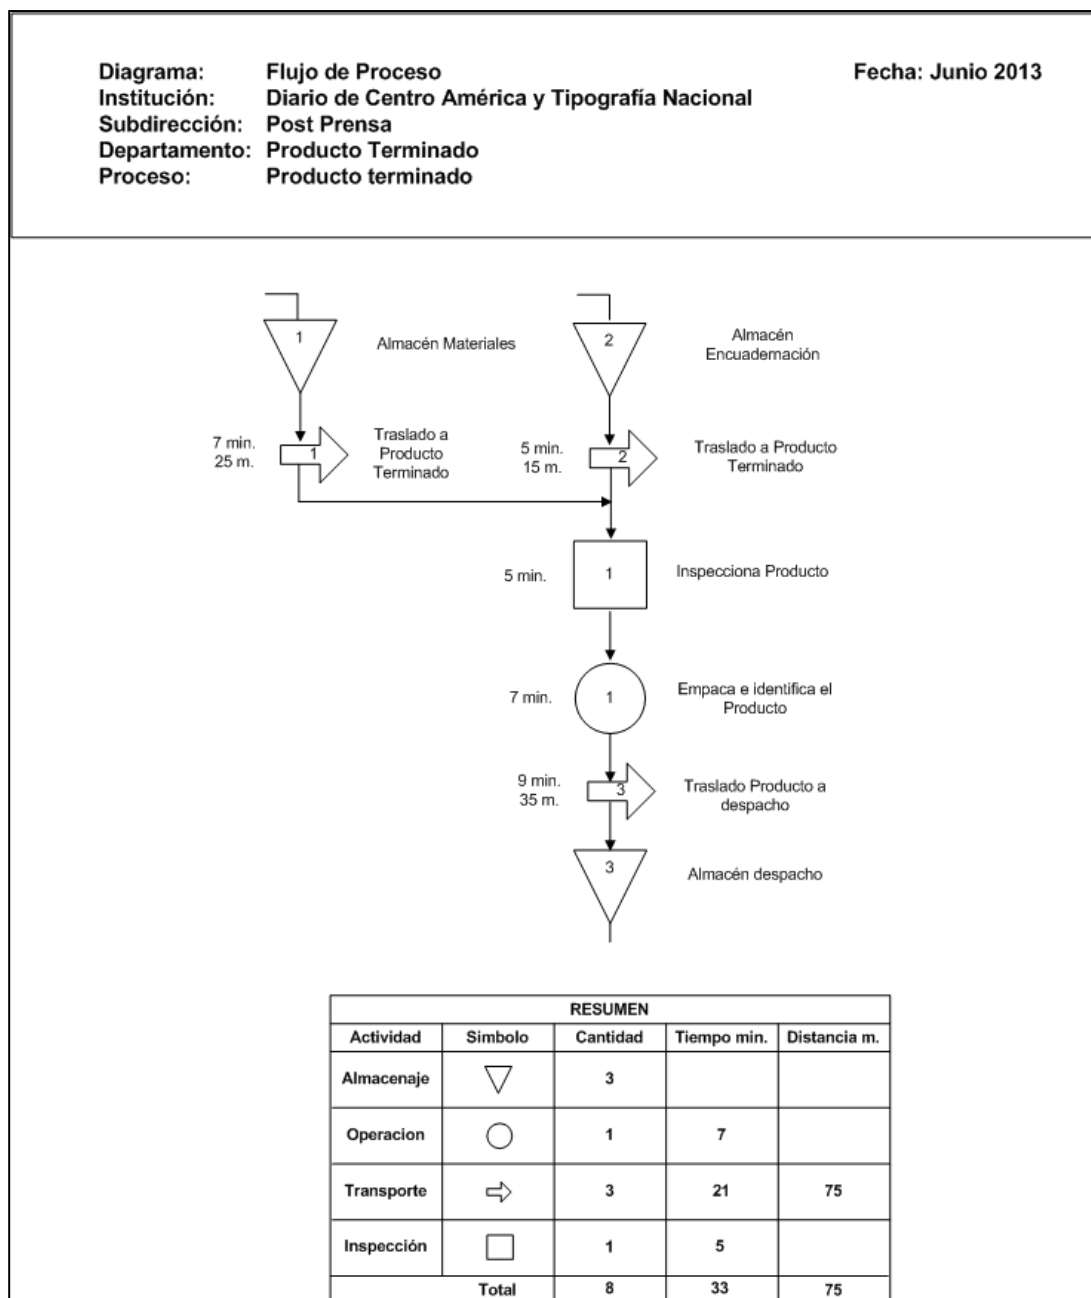 Diagrama: Flujo de Proceso Fecha: Junio 2013
Institución: Diario de Centro América y Tipografía Nacional
Subdirección: Post Prensa
Departamento: Producto Terminado
Proceso: Producto terminado
1
Almacén Materiales
2
Almacén
Encuadernación
7 min.
25 m.
1
Traslado a
Producto
Terminado
5 min.
15 m.
2
Traslado a Producto
Terminado
5 min.
1
Inspecciona Producto
7 min.
1
Empaca e identifica el
Producto
9 min.
35 m.
3
Traslado Producto a
despacho
3
Almacén despacho
RESUMEN
Actividad Simbolo Cantidad Tiempo min. Distancia m.
Almacenaje 3
Operacion 1 7
Transporte 3 21 75
Inspección 1 5
Total 8 33 75